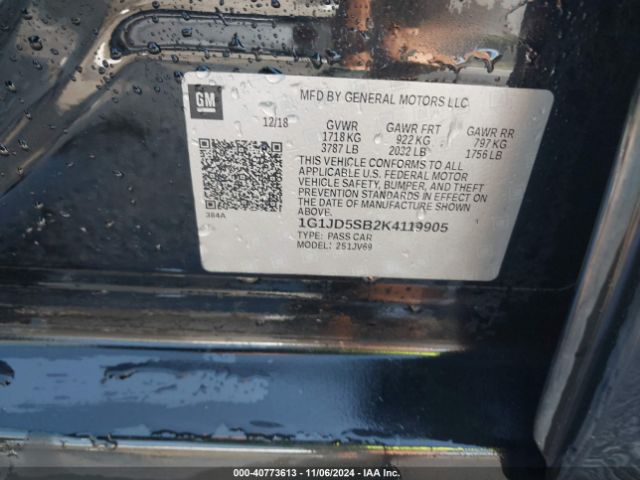 GM
MFD BY GENERAL MOTORS LLC
12/18 GVWR GAWR FRT GAWR RR
1718 KG 922 KG 797 KG
3787 LB 2032 LB 1756 LB
THIS VEHICLE CONFORMS TO ALL
APPLICABLE U.S. FEDERAL MOTOR
VEHICLE SAFETY, BUMPER, AND THEFT
PREVENTION STANDARDS IN EFFECT ON
THE DATE OF MANUFACTURE SHOWN
ABOVE.
384A
1G1JD5SB2K4119905
TYPE: PASS CAR
MODEL: 251JV69
000-40773613 - 11/06/2024 - IAA Inc.